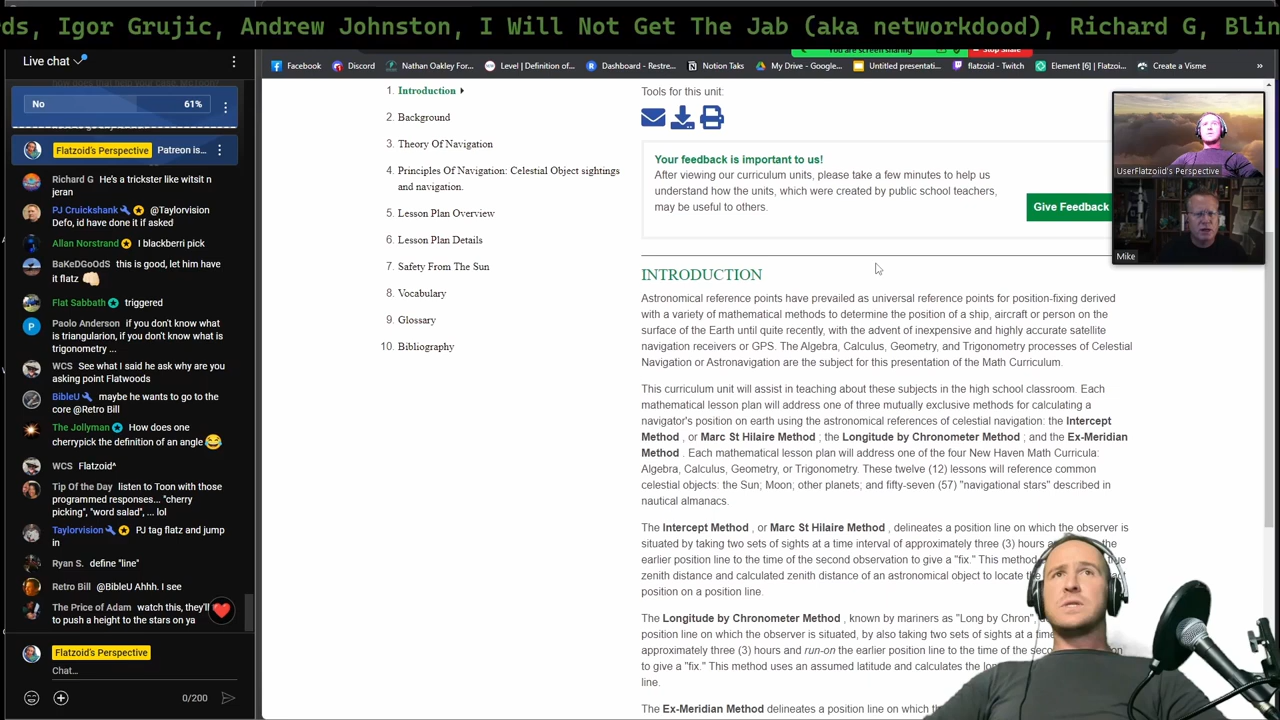 rds, Igor Grujic, Andrew Johnston, I Will Not Get The Jab (aka networkdood), Richard G, Blin
Live chat
No 61%
Flatzoid's Perspective Patreon is...
Richard G He's a trickster like witsit n
jeran
PJ Cruickshank @Taylorvision
Defo, id have done it if asked
Allan Norstrand I blackberri pick
BaKeDGoOdS this is good, let him have
it flatz
Flat Sabbath triggered
Paolo Anderson if you don't know what
is triangularion, if you don't know what is
trigonometry ...
WCS See what I said he ask why are you
asking point Flatwoods
BibleU maybe he wants to go to the
core @Retro Bill
The Jollyman How does one
cherrypick the definition of an angle
WCS Flatzoid^
Tip Of the Day listen to Toon with those
programmed responses... "cherry
picking", "word salad", ... lol
Taylorvision PJ tag flatz and jump
in
Ryan S. define "line"
Retro Bill @BibleU Ahhh. I see
The Price of Adam watch this, they'll
to push a height to the stars on ya
Flatzoid's Perspective
Chat...
0/200
You are screen sharing Stop Share
Facebook Discord Nathan Oakley For... Level | Definition of... Dashboard - Restre... Notion Taks My Drive - Google... Untitled presentati... flatzoid - Twitch Element [6] | Flatzoi... Create a Visme »
1. Introduction
2. Background
3. Theory Of Navigation
4. Principles Of Navigation: Celestial Object sightings
and navigation.
5. Lesson Plan Overview
6. Lesson Plan Details
7. Safety From The Sun
8. Vocabulary
9. Glossary
10. Bibliography
Tools for this unit:
Your feedback is important to us!
After viewing our curriculum units, please take a few minutes to help us
understand how the units, which were created by public school teachers,
may be useful to others.
Give Feedback
UserFlatzoiid's Perspective
Mike
INTRODUCTION
Astronomical reference points have prevailed as universal reference points for position-fixing derived
with a variety of mathematical methods to determine the position of a ship, aircraft or person on the
surface of the Earth until quite recently, with the advent of inexpensive and highly accurate satellite
navigation receivers or GPS. The Algebra, Calculus, Geometry, and Trigonometry processes of Celestial
Navigation or Astronavigation are the subject for this presentation of the Math Curriculum.
This curriculum unit will assist in teaching about these subjects in the high school classroom. Each
mathematical lesson plan will address one of three mutually exclusive methods for calculating a
navigator's position on earth using the astronomical references of celestial navigation: the Intercept
Method , or Marc St Hilaire Method ; the Longitude by Chronometer Method ; and the Ex-Meridian
Method . Each mathematical lesson plan will address one of the four New Haven Math Curricula:
Algebra, Calculus, Geometry, or Trigonometry. These twelve (12) lessons will reference common
celestial objects: the Sun; Moon; other planets; and fifty-seven (57) "navigational stars" described in
nautical almanacs.
The Intercept Method , or Marc St Hilaire Method , delineates a position line on which the observer is
situated by taking two sets of sights at a time interval of approximately three (3) hours
earlier position line to the time of the second observation to give a "fix". This method
zenith distance and calculated zenith distance of an astronomical object to locate
position on a position line.
The Longitude by Chronometer Method , known by mariners as "Long by Chron",
position line on which the observer is situated, by also taking two sets of sights at a
approximately three (3) hours and run-on the earlier position line to the time of the
to give a "fix". This method uses an assumed latitude and calculates the
line.
The Ex-Meridian Method delineates a position line on which